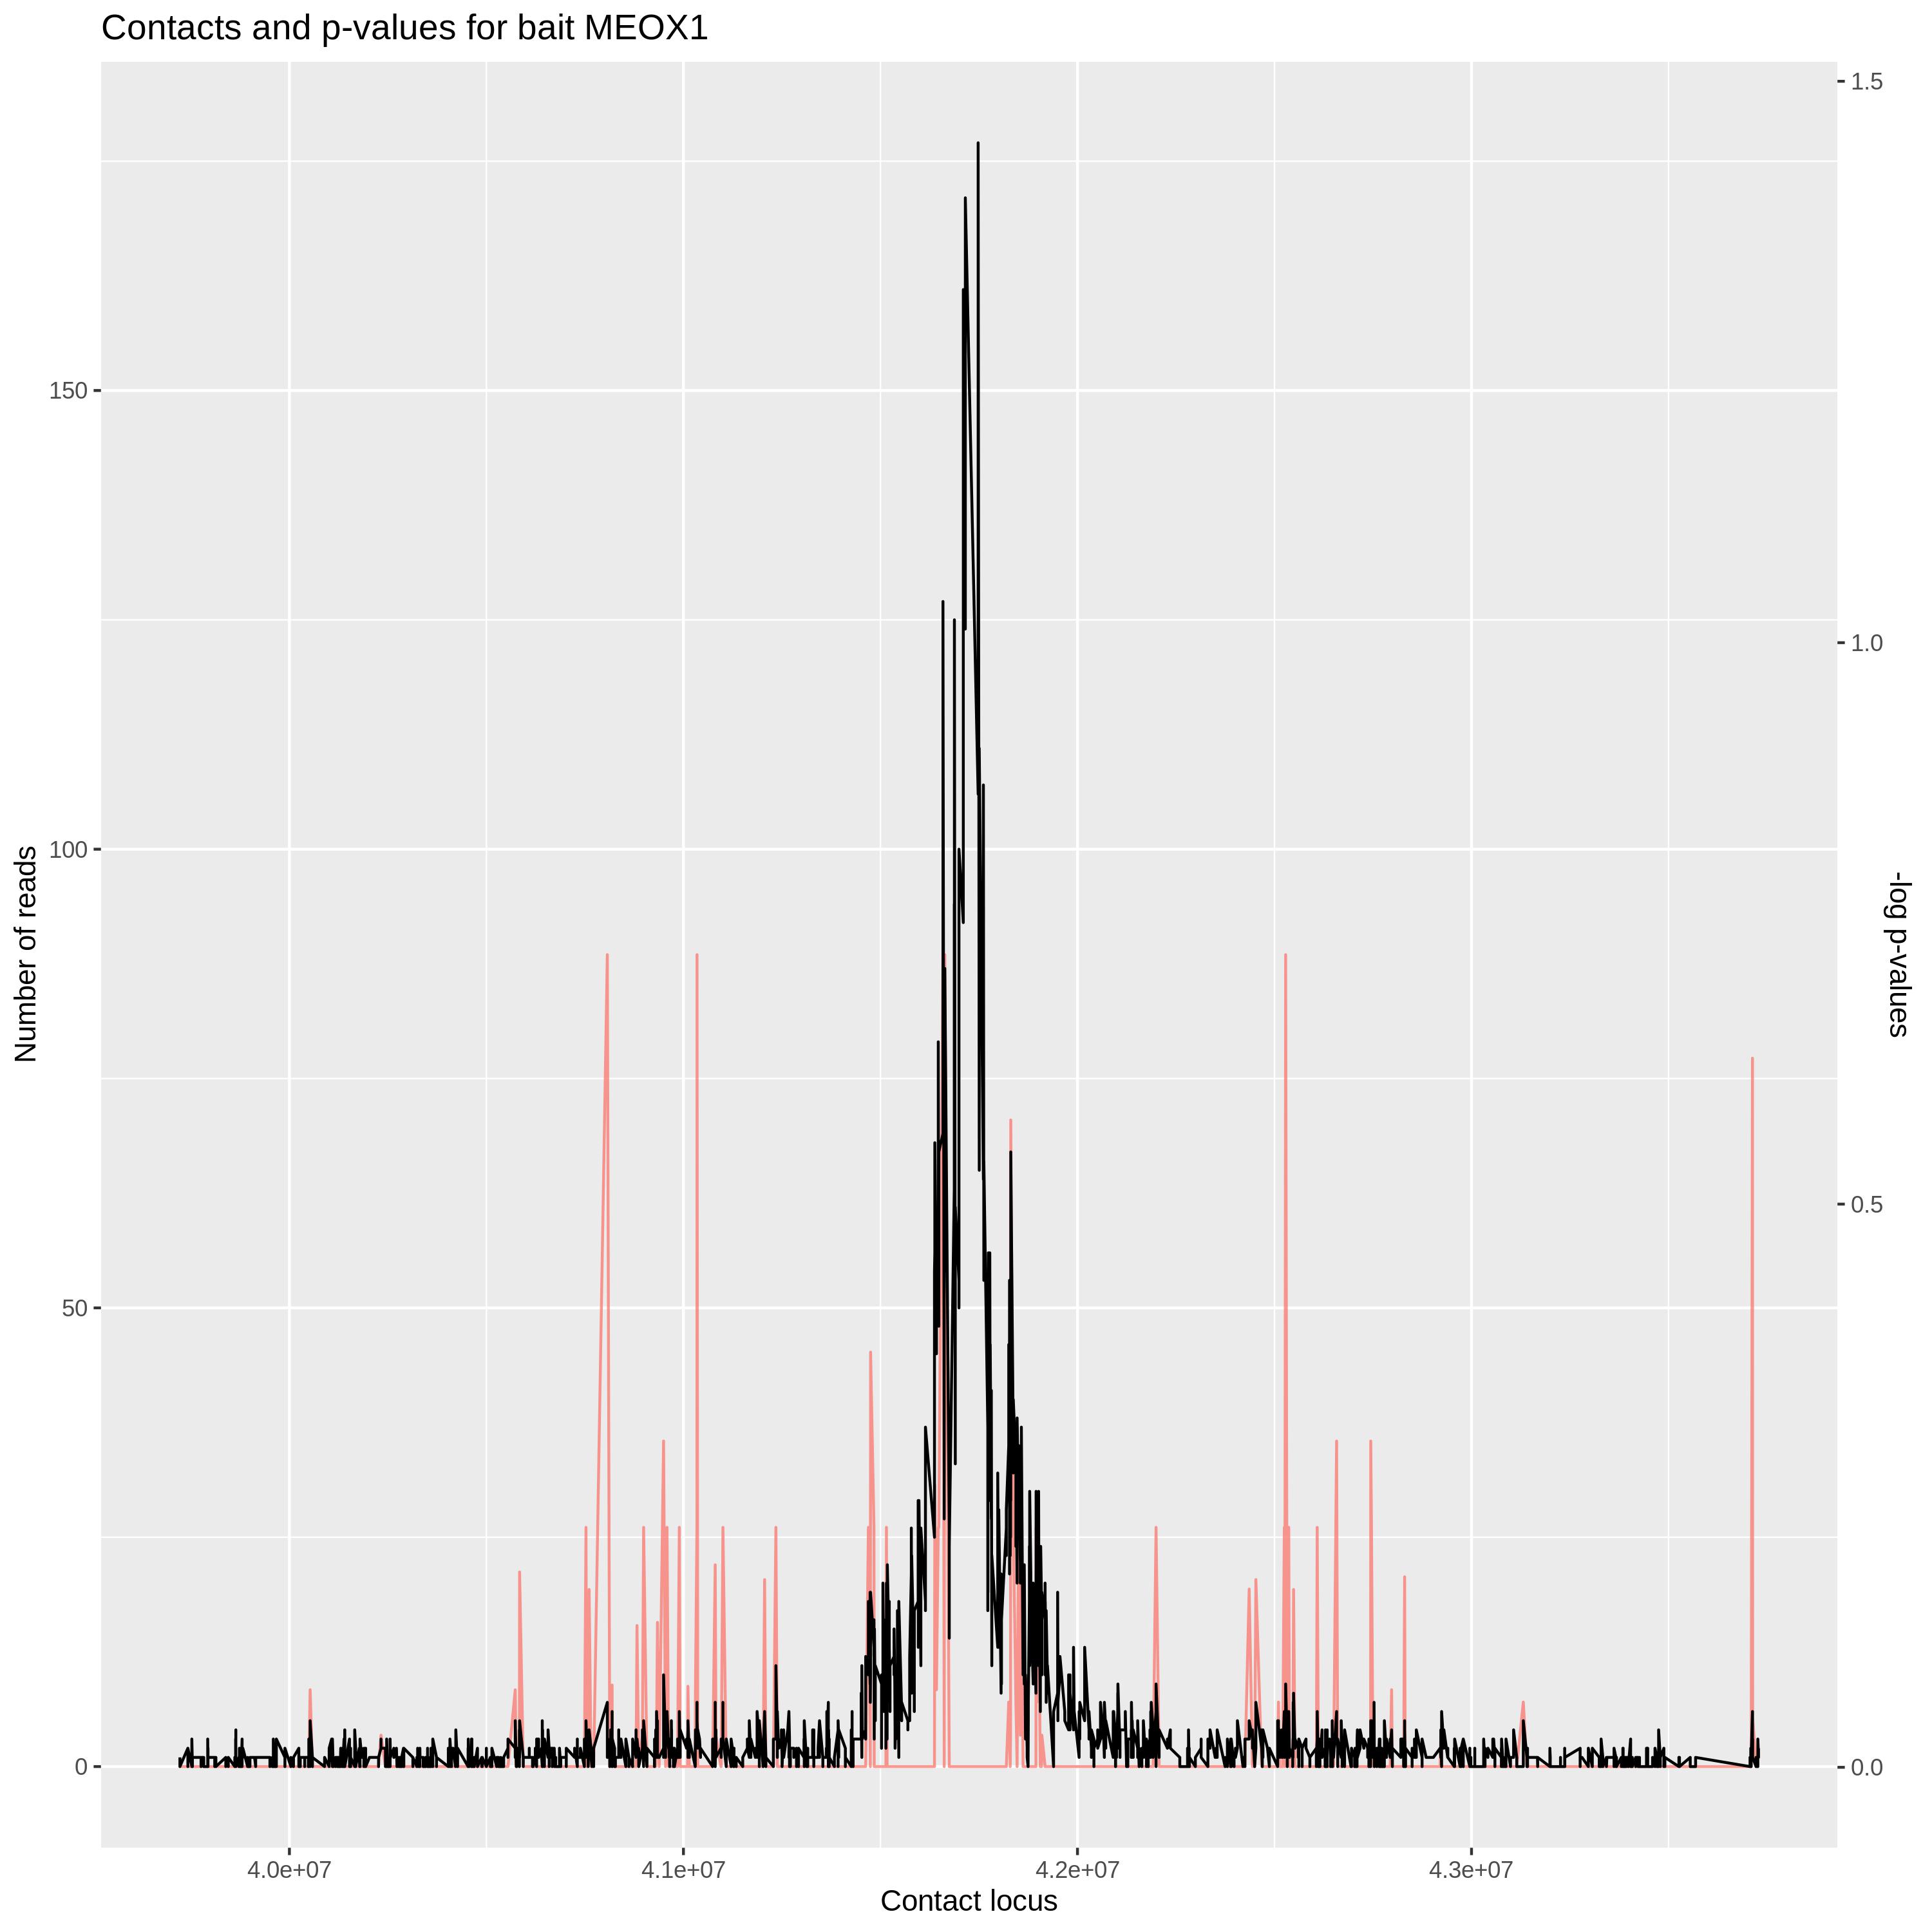 Contacts and p-values for bait MEOX1
Number of reads
150
100
50
0
1.5
1.0
0.5
0.0
-log p-values
4.0e+07
4.1e+07
4.2e+07
4.3e+07
Contact locus